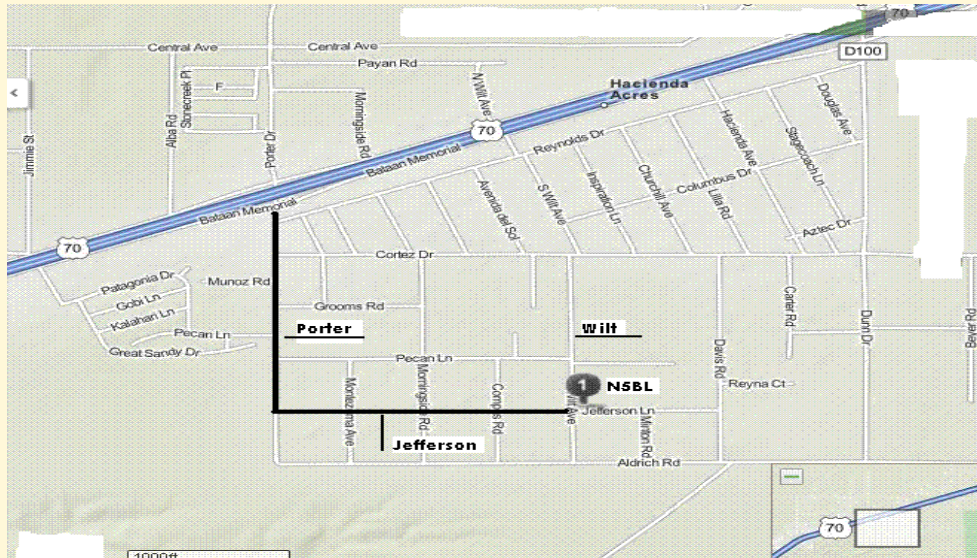 70
D100
Central Ave
Central Ave
Payan Rd
Stonecreek Pl
F
Alba Rd
Jimmie St
Porter Dr
Morningside Rd
N Wilt Ave
70
Hacienda
Acres
Reynolds Dr
Bataan Memorial
Bataan Memorial
70
Douglas Ave
Hacienda Ave
Stagecoach Ln
Columbus Dr
Churchill Ave
Lilia Rd
Inspiration Ln
S Wilt Ave
Avenida del Sol
Aztec Dr
Cortez Dr
Patagonia Dr
Munoz Rd
Gobi Ln
Kalahari Ln
Pecan Ln
Great Sandy Dr
Grooms Rd
Porter
Wilt
Carter Rd
Dunn Dr
Davis Rd
Pecan Ln
Reyna Ct
1
N5BL
Montezuma Ave
Morningside Rd
Compos Rd
Wilt Ave
Jefferson Ln
Minton Rd
Jefferson
Aldrich Rd
70
1000ft